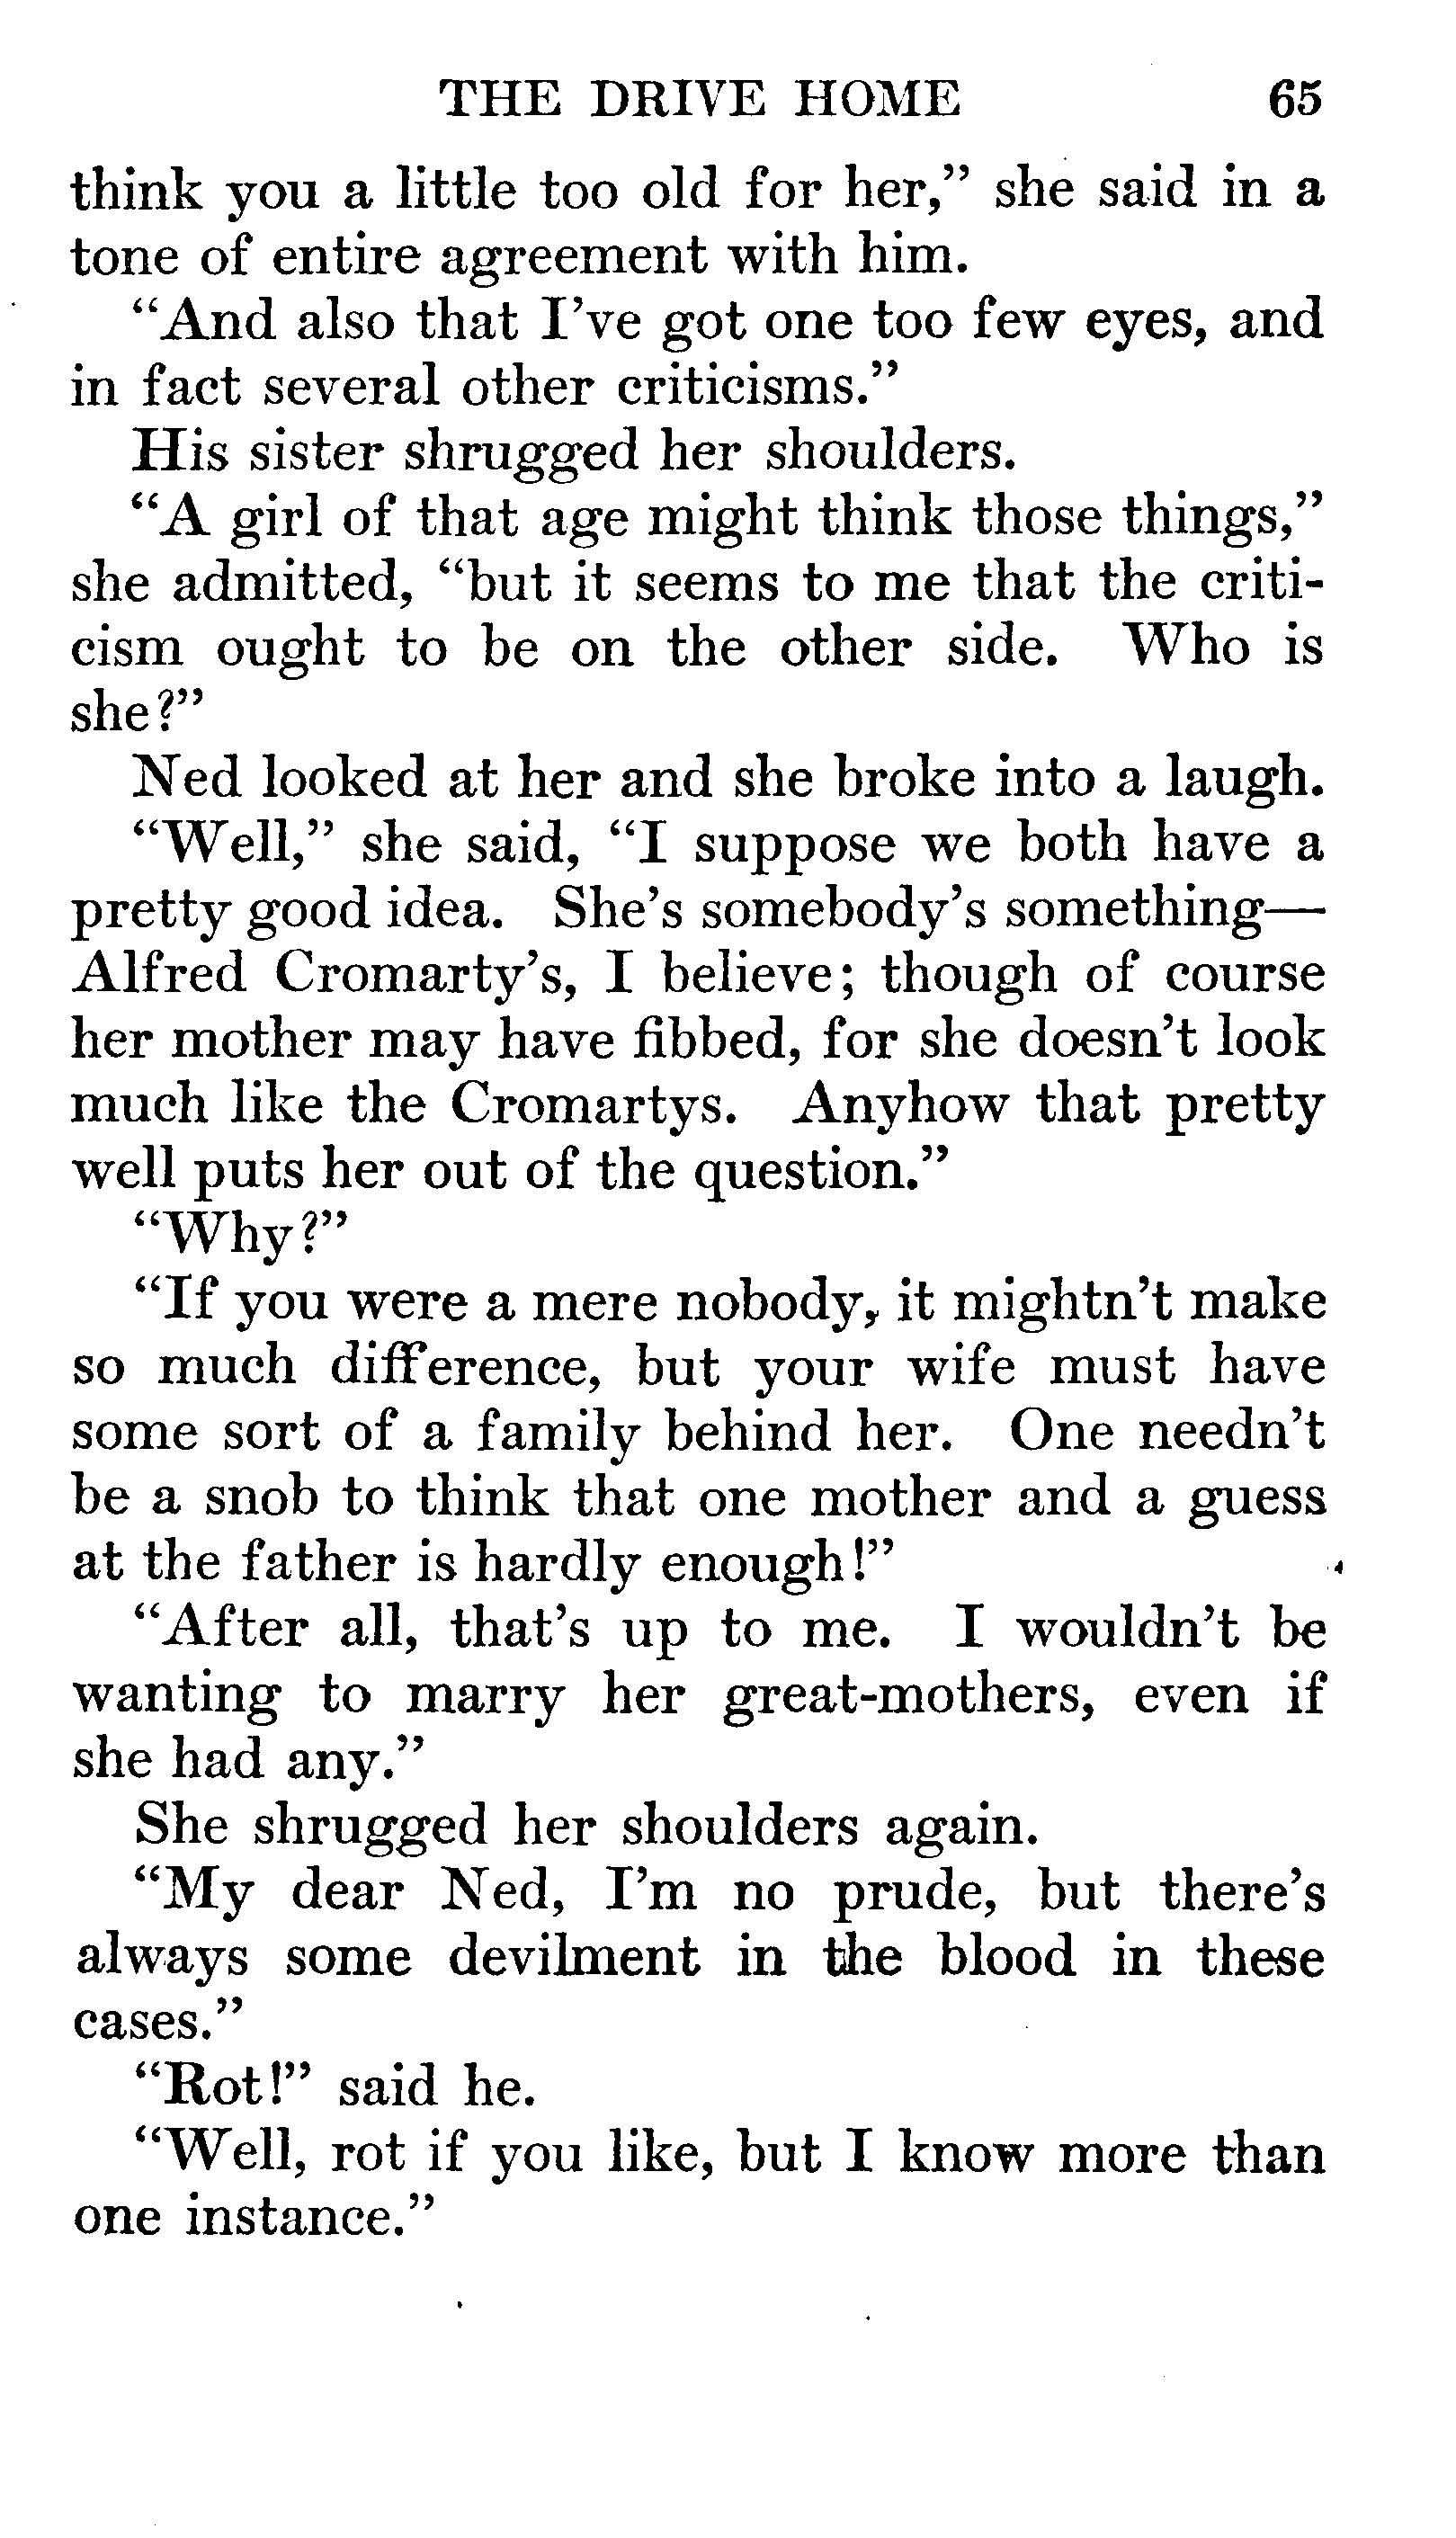 THE DRIVE HOME 65
think you a little too old for her,” she said in a
tone of entire agreement with him.
“And also that I’ve got one too few eyes, and
in fact several other criticisms.”
His sister shrugged her shoulders.
“A girl of that age might think those things,”
she admitted, “but it seems to me that the criti-
cism ought to be on the other side. Who is
she?”
Ned looked at her and she broke into a laugh.
“Well,” she said, “I suppose we both have a
pretty good idea. She’s somebody’s something—
Alfred Cromarty’s, I believe; though of course
her mother may have fibbed, for she doesn’t look
much like the Cromartys. Anyhow that pretty
well puts her out of the question.”
“Why?”
“If you were a mere nobody, it mightn’t make
so much difference, but your wife must have
some sort of a family behind her. One needn’t
be a snob to think that one mother and a guess
at the father is hardly enough!”
“After all, that’s up to me. I wouldn’t be
wanting to marry her great-mothers, even if
she had any.”
She shrugged her shoulders again.
“My dear Ned, I’m no prude, but there’s
always some devilment in the blood in these
cases.”
“Rot!” said he.
“Well, rot if you like, but I know more than
one instance.”